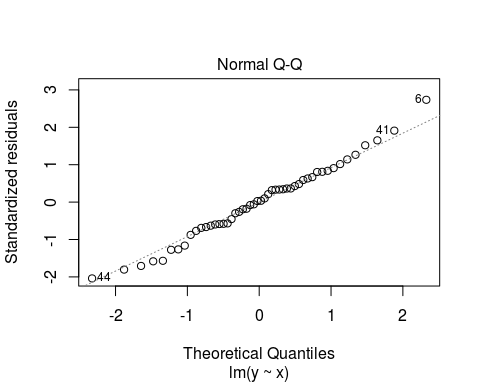 Normal Q-Q
Standardized residuals
3
2
1
0
-1
-2
6
41
44
-2 -1 0 1 2
Theoretical Quantiles
lm(y ~ x)